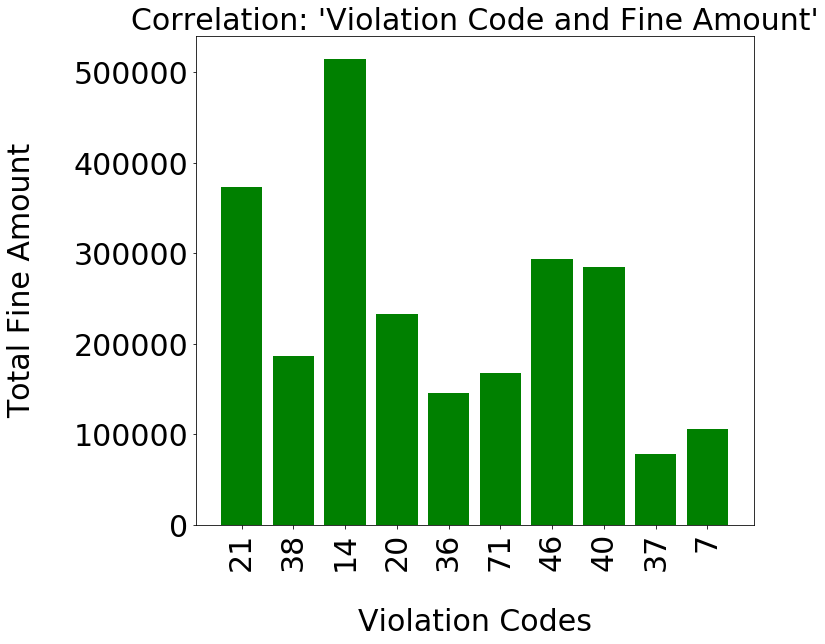 Correlation: 'Violation Code and Fine Amount'
Total Fine Amount
500000
400000
300000
200000
100000
0
21 38 14 20 36 71 46 40 37 7
Violation Codes